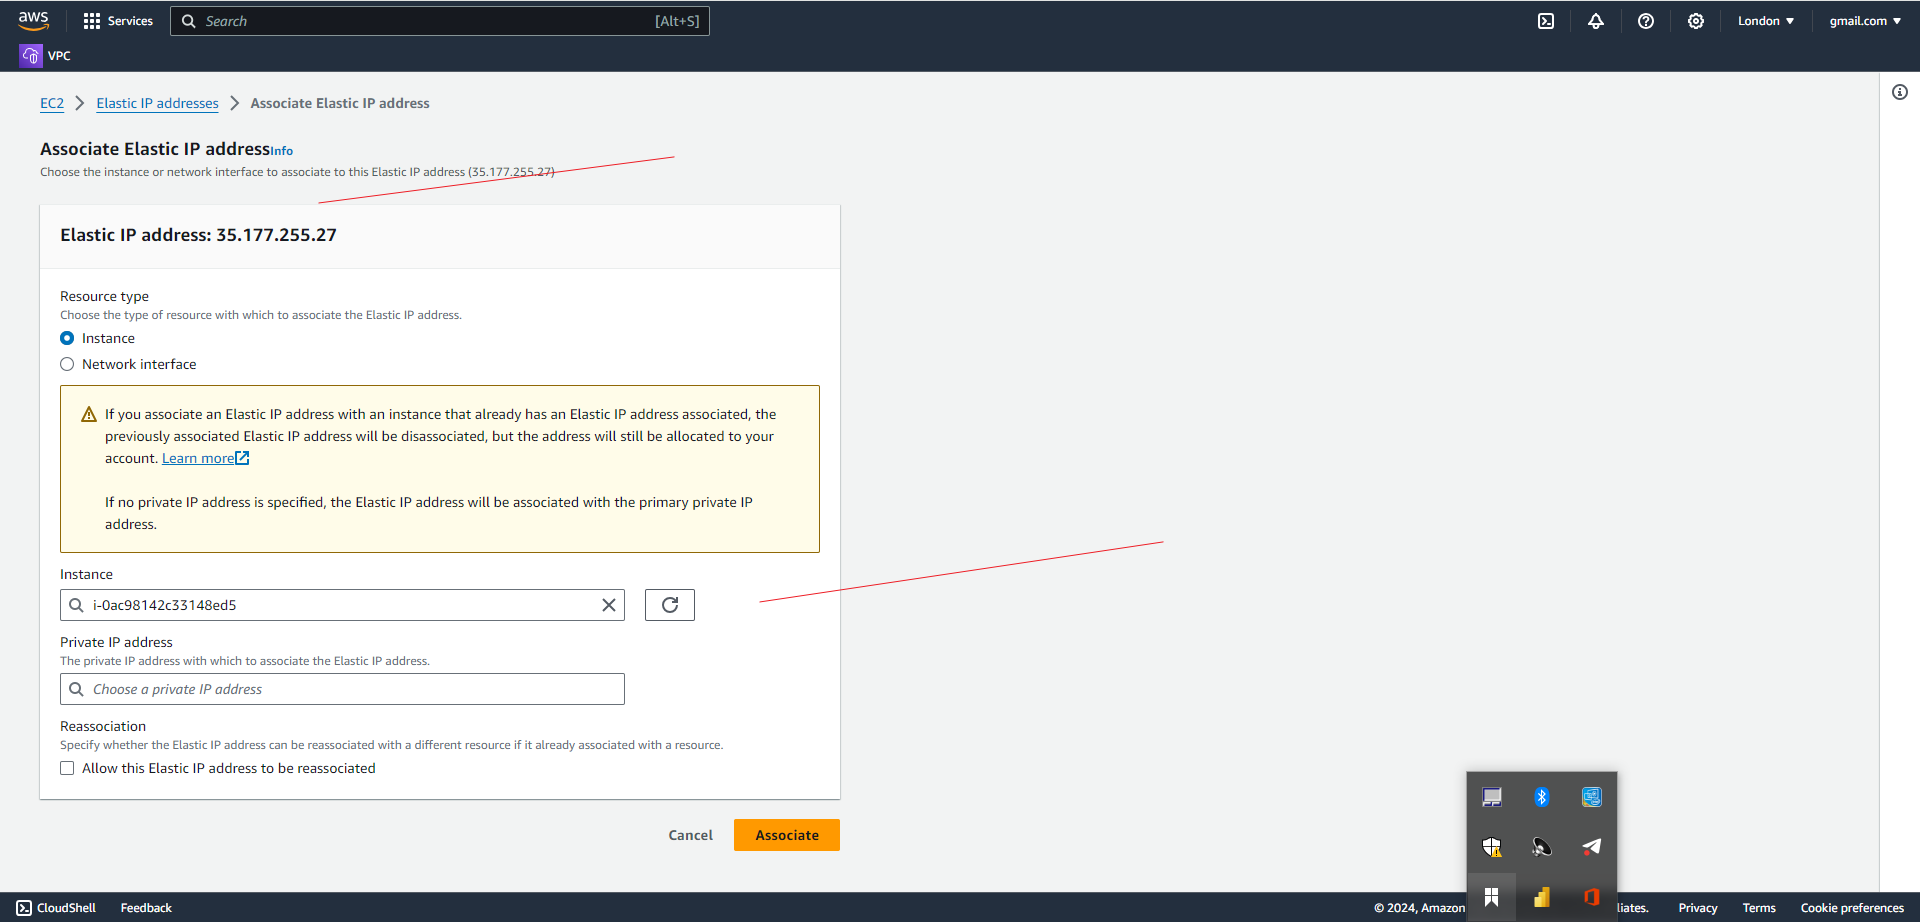 aws
Services
Search
[Alt+S]
London
gmail.com
VPC
EC2
Elastic IP addresses
Associate Elastic IP address
Associate Elastic IP address Info
Choose the instance or network interface to associate to this Elastic IP address (35.177.255.27)
Elastic IP address: 35.177.255.27
Resource type
Choose the type of resource with which to associate the Elastic IP address.
Instance
Network interface
If you associate an Elastic IP address with an instance that already has an Elastic IP address associated, the
previously associated Elastic IP address will be disassociated, but the address will still be allocated to your
account. Learn more
If no private IP address is specified, the Elastic IP address will be associated with the primary private IP
address.
Instance
i-0ac98142c33148ed5
Private IP address
The private IP address with which to associate the Elastic IP address.
Choose a private IP address
Reassociation
Specify whether the Elastic IP address can be reassociated with a different resource if it already associated with a resource.
Allow this Elastic IP address to be reassociated
Cancel
Associate
CloudShell
Feedback
© 2024, Amazon
liates.
Privacy
Terms
Cookie preferences